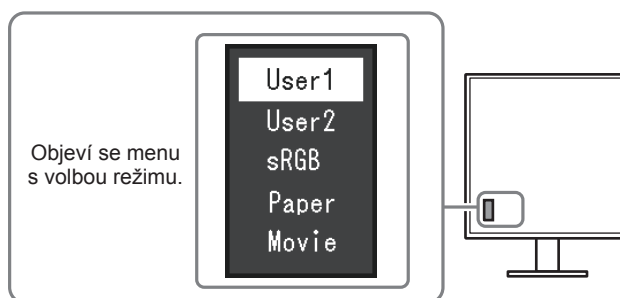 Objeví se menu
s volbou režimu.
User1
User2
sRGB
Paper
Movie